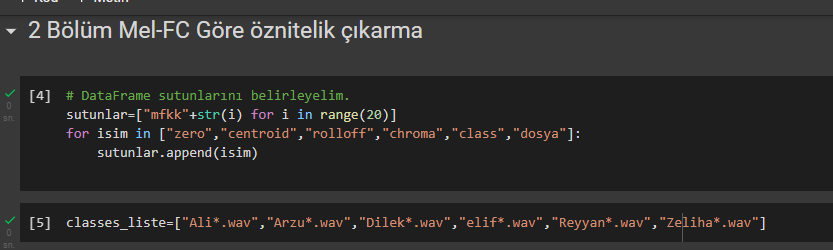 2 Bölüm Mel-FC Göre öznitelik çıkarma
[4] # DataFrame sutunlarını belirleyelim.
sutunlar=["mfkk"+str(i) for i in range(20)]
for isim in ["zero","centroid","rolloff","chroma","class","dosya"]:
    sutunlar.append(isim)
0
sn.
[5] classes_liste=["Ali*.wav","Arzu*.wav","Dilek*.wav","elif*.wav","Reyyan*.wav","Zeliha*.wav"]
0
sn.